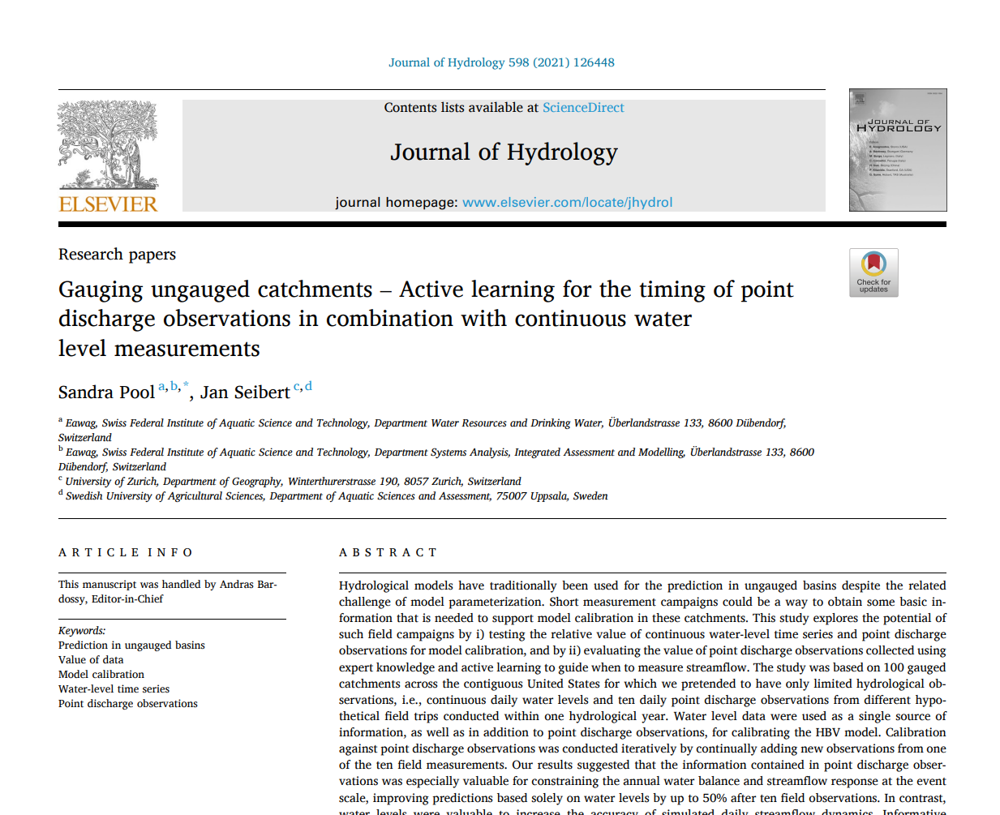 Journal of Hydrology 598 (2021) 126448
Contents lists available at ScienceDirect
Journal of Hydrology
journal homepage: www.elsevier.com/locate/jhydrol
ELSEVIER
JOURNAL OF
HYDROLOGY
Research papers
Check for
updates
Gauging ungauged catchments – Active learning for the timing of point
discharge observations in combination with continuous water
level measurements
Sandra Pool a,b,*, Jan Seibert c,d
a Eawag, Swiss Federal Institute of Aquatic Science and Technology, Department Water Resources and Drinking Water, Überlandstrasse 133, 8600 Dübendorf,
Switzerland
b Eawag, Swiss Federal Institute of Aquatic Science and Technology, Department Systems Analysis, Integrated Assessment and Modelling, Überlandstrasse 133, 8600
Dübendorf, Switzerland
c University of Zurich, Department of Geography, Winterthurerstrasse 190, 8057 Zurich, Switzerland
d Swedish University of Agricultural Sciences, Department of Aquatic Sciences and Assessment, 75007 Uppsala, Sweden
ARTICLE INFO
This manuscript was handled by Andras Bar-
dossy, Editor-in-Chief
Keywords:
Prediction in ungauged basins
Value of data
Model calibration
Water-level time series
Point discharge observations
ABSTRACT
Hydrological models have traditionally been used for the prediction in ungauged basins despite the related
challenge of model parameterization. Short measurement campaigns could be a way to obtain some basic in-
formation that is needed to support model calibration in these catchments. This study explores the potential of
such field campaigns by i) testing the relative value of continuous water-level time series and point discharge
observations for model calibration, and by ii) evaluating the value of point discharge observations collected using
expert knowledge and active learning to guide when to measure streamflow. The study was based on 100 gauged
catchments across the contiguous United States for which we pretended to have only limited hydrological ob-
servations, i.e., continuous daily water levels and ten daily point discharge observations from different hypo-
thetical field trips conducted within one hydrological year. Water level data were used as a single source of
information, as well as in addition to point discharge observations, for calibrating the HBV model. Calibration
against point discharge observations was conducted iteratively by continually adding new observations from one
of the ten field measurements. Our results suggested that the information contained in point discharge obser-
vations was especially valuable for constraining the annual water balance and streamflow response at the event
scale, improving predictions based solely on water levels by up to 50% after ten field observations. In contrast,
water levels were valuable to increase the accuracy of simulated daily streamflow dynamics. Informative